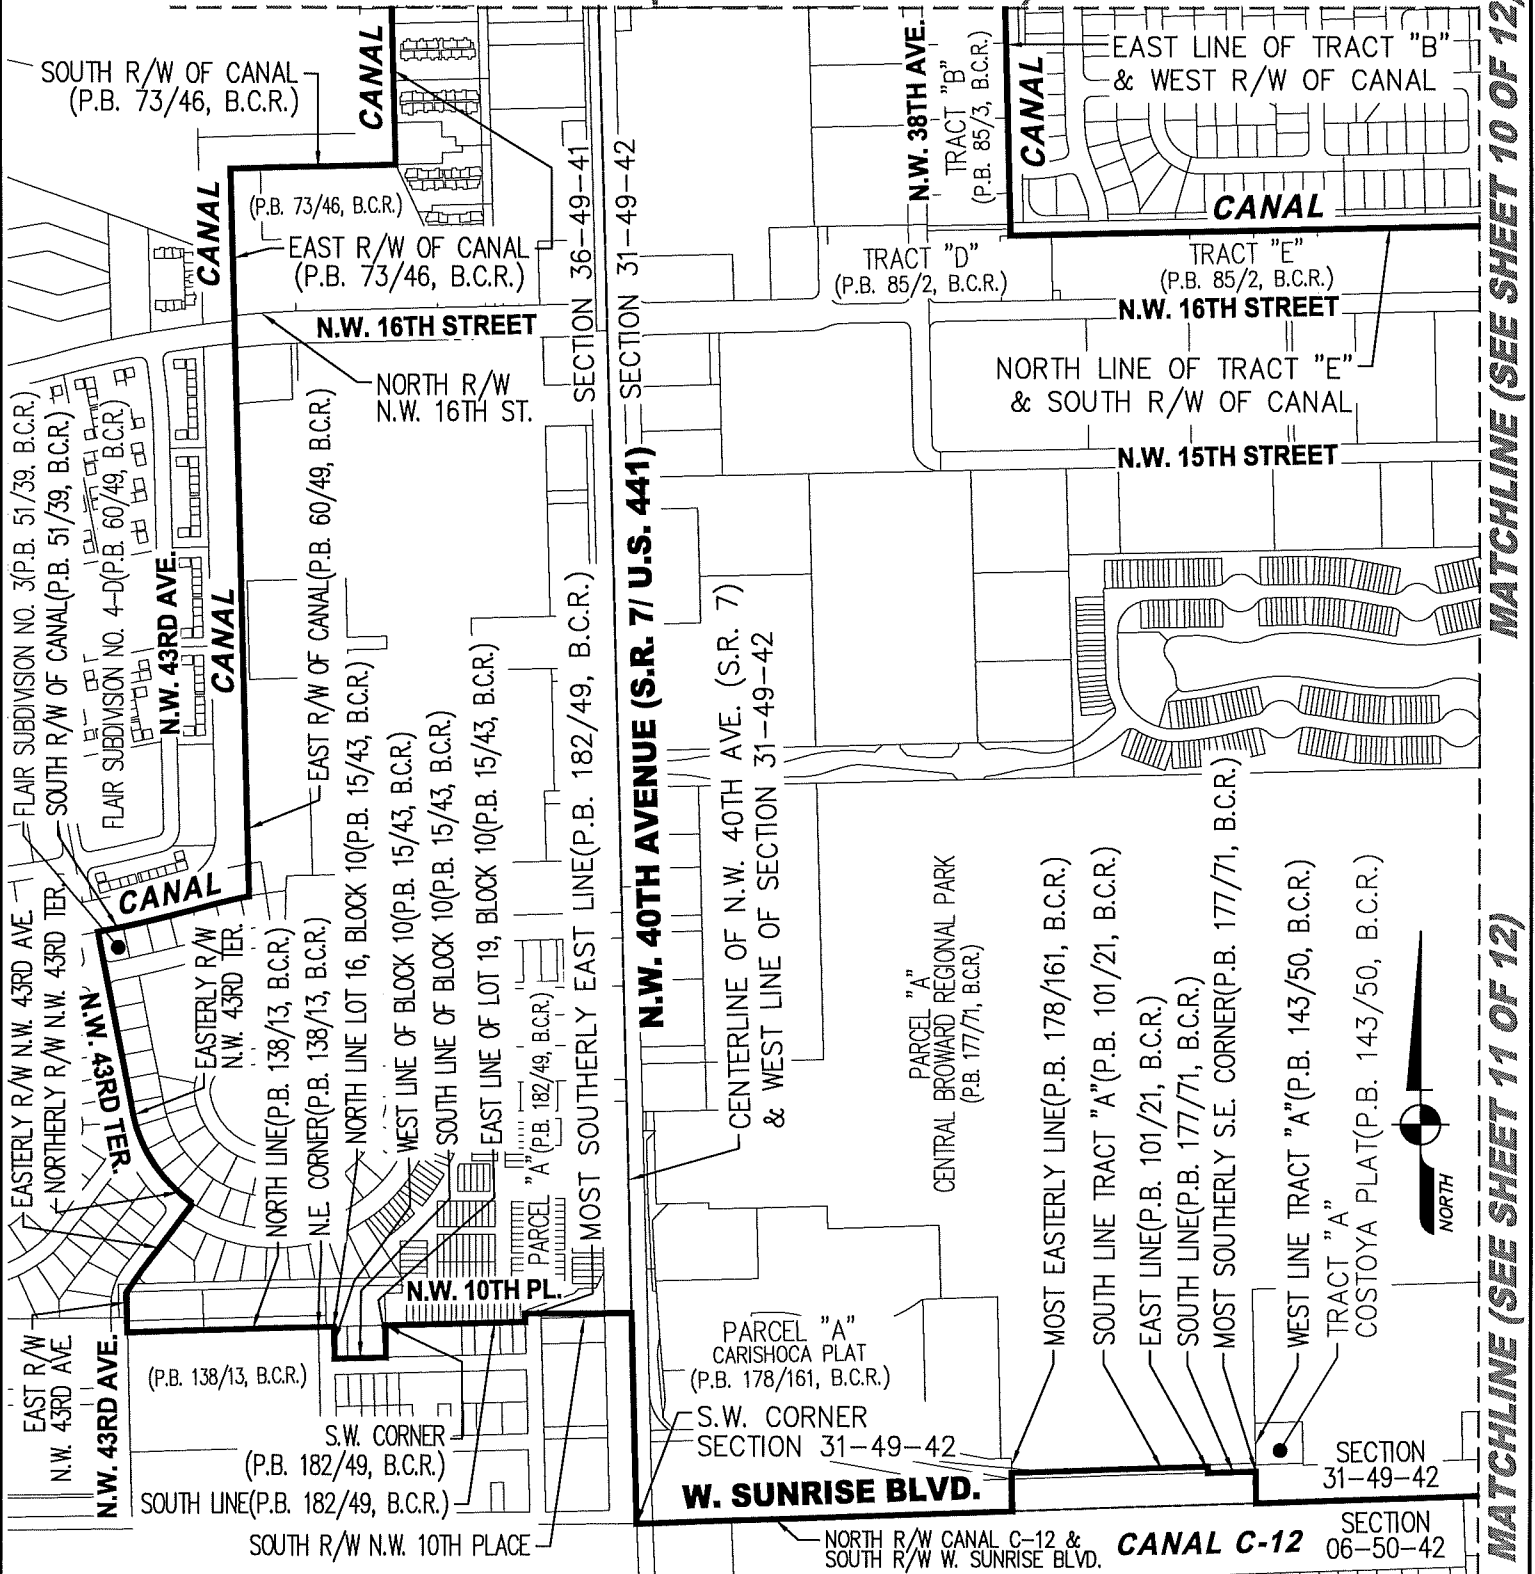 SOUTH R/W OF CANAL
(P.B. 73/46, B.C.R.)
CANAL
CANAL
(P.B. 73/46, B.C.R.)
EAST R/W OF CANAL
(P.B. 73/46, B.C.R.)
N.W. 16TH STREET
NORTH R/W
N.W. 16TH ST.
SECTION 36-49-41
SECTION 31-49-42
N.W. 38TH AVE.
TRACT "B"
(P.B. 85/3, B.C.R.)
CANAL
EAST LINE OF TRACT "B"
& WEST R/W OF CANAL
CANAL
TRACT "D"
(P.B. 85/2, B.C.R.)
TRACT "E"
(P.B. 85/2, B.C.R.)
N.W. 16TH STREET
NORTH LINE OF TRACT "E"
& SOUTH R/W OF CANAL
N.W. 15TH STREET
MATCHLINE (SEE SHEET 10 OF 12)
FLAIR SUBDIVISION NO. 3(P.B. 51/39. B.C.R.)
SOUTH R/W OF CANAL(P.B. 51/39, B.C.R.)
FLAIR SUBDIVISION NO. 4-D(P.B. 60/49, B.C.R.)
N.W. 43RD AVE.
CANAL
EAST R/W OF CANAL(P.B. 60/49, B.C.R.)
CANAL
N.W. 40TH AVENUE (S.R. 7/ U.S. 441)
CENTERLINE OF N.W. 40TH AVE. (S.R. 7)
& WEST LINE OF SECTION 31-49-42
EASTERLY R/W N.W. 43RD AVE.
NORTHERLY R/W N.W. 43RD TER.
N.W. 43RD TER.
EASTERLY R/W
N.W. 43RD TER.
NORTH LINE(P.B. 138/13, B.C.R.)
N.E. CORNER(P.B. 138/13, B.C.R.)
NORTH LINE LOT 16, BLOCK 10(P.B. 15/43, B.C.R.)
WEST LINE OF BLOCK 10(P.B. 15/43, B.C.R.)
SOUTH LINE OF BLOCK 10(P.B. 15/43, B.C.R.)
EAST LINE OF LOT 19, BLOCK 10(P.B. 15/43, B.C.R.)
PARCEL "A"(P.B. 182/49, B.C.R.)
MOST SOUTHERLY EAST LINE(P.B. 182/49, B.C.R.)
PARCEL "A"
CENTRAL BROWARD REGIONAL PARK
(P.B. 177/71, B.C.R.)
MOST EASTERLY LINE(P.B. 178/161, B.C.R.)
SOUTH LINE TRACT "A"(P.B. 101/21, B.C.R.)
EAST LINE(P.B. 101/21, B.C.R.)
SOUTH LINE(P.B. 177/71, B.C.R.)
MOST SOUTHERLY S.E. CORNER(P.B. 177/71, B.C.R.)
WEST LINE TRACT "A"(P.B. 143/50, B.C.R.)
TRACT "A"
COSTOYA PLAT(P.B. 143/50, B.C.R.)
NORTH
MATCHLINE (SEE SHEET 11 OF 12)
N.W. 10TH PL.
EAST R/W
N.W. 43RD AVE.
N.W. 43RD AVE.
(P.B. 138/13, B.C.R.)
S.W. CORNER
(P.B. 182/49, B.C.R.)
SOUTH LINE(P.B. 182/49, B.C.R.)
SOUTH R/W N.W. 10TH PLACE
PARCEL "A"
CARISHOCA PLAT
(P.B. 178/161, B.C.R.)
S.W. CORNER
SECTION 31-49-42
W. SUNRISE BLVD.
NORTH R/W CANAL C-12 &
SOUTH R/W W. SUNRISE BLVD.
CANAL C-12
SECTION
31-49-42
SECTION
06-50-42